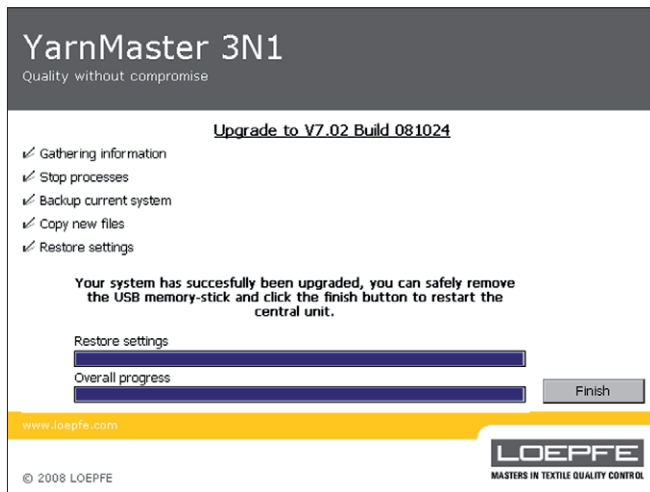 YarnMaster 3N1
Quality without compromise
Upgrade to V7.02 Build 081024
Gathering information
Stop processes
Backup current system
Copy new files
Restore settings
Your system has succesfully been upgraded, you can safely remove
the USB memory-stick and click the finish button to restart the
central unit.
Restore settings
Overall progress
Finish
www.loepfe.com
LOEPFE
MASTERS IN TEXTILE QUALITY CONTROL
© 2008 LOEPFE